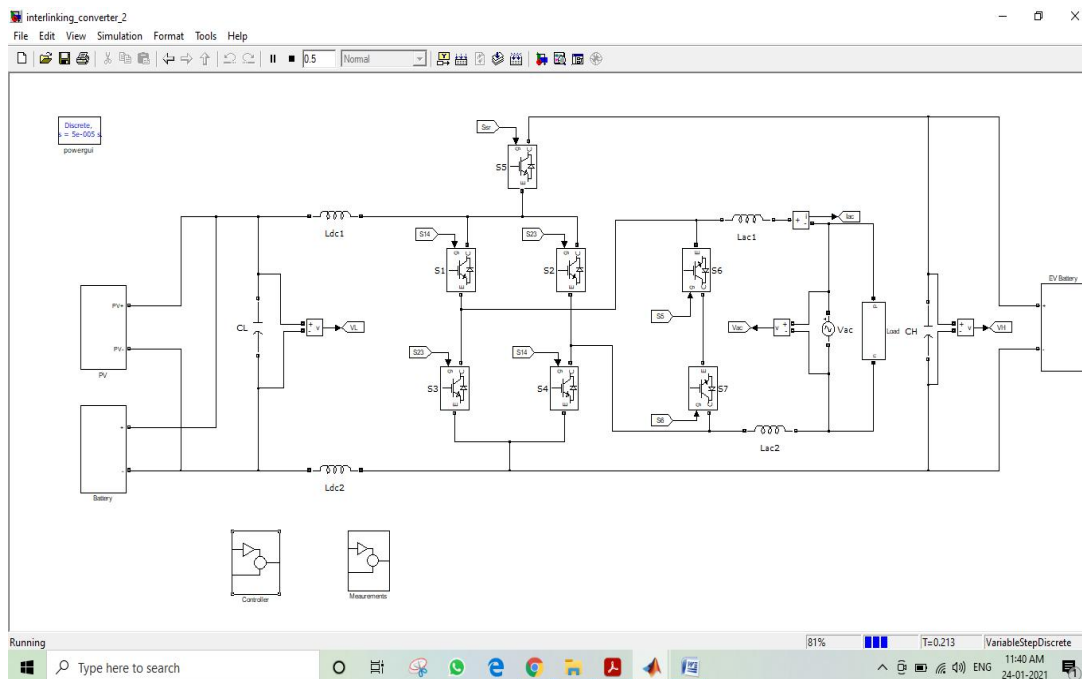 interlinking_converter_2
File Edit View Simulation Format Tools Help
0.5 Normal
Discrete,
s = 5e-005 s
powergui
Ssr
S5
Ldc1
S14
S23
S1
S2
Lac1
Iac
S6
EV Battery
PV+
PV-
PV
CL
VL
S5
Vac
Vac
Load
CH
VH
S23
S14
S3
S4
S7
S6
Lac2
Battery
Ldc2
Controller
Meaurements
Running 81% T=0.213 VariableStepDiscrete
Type here to search
ENG
11:40 AM
24-01-2021
1